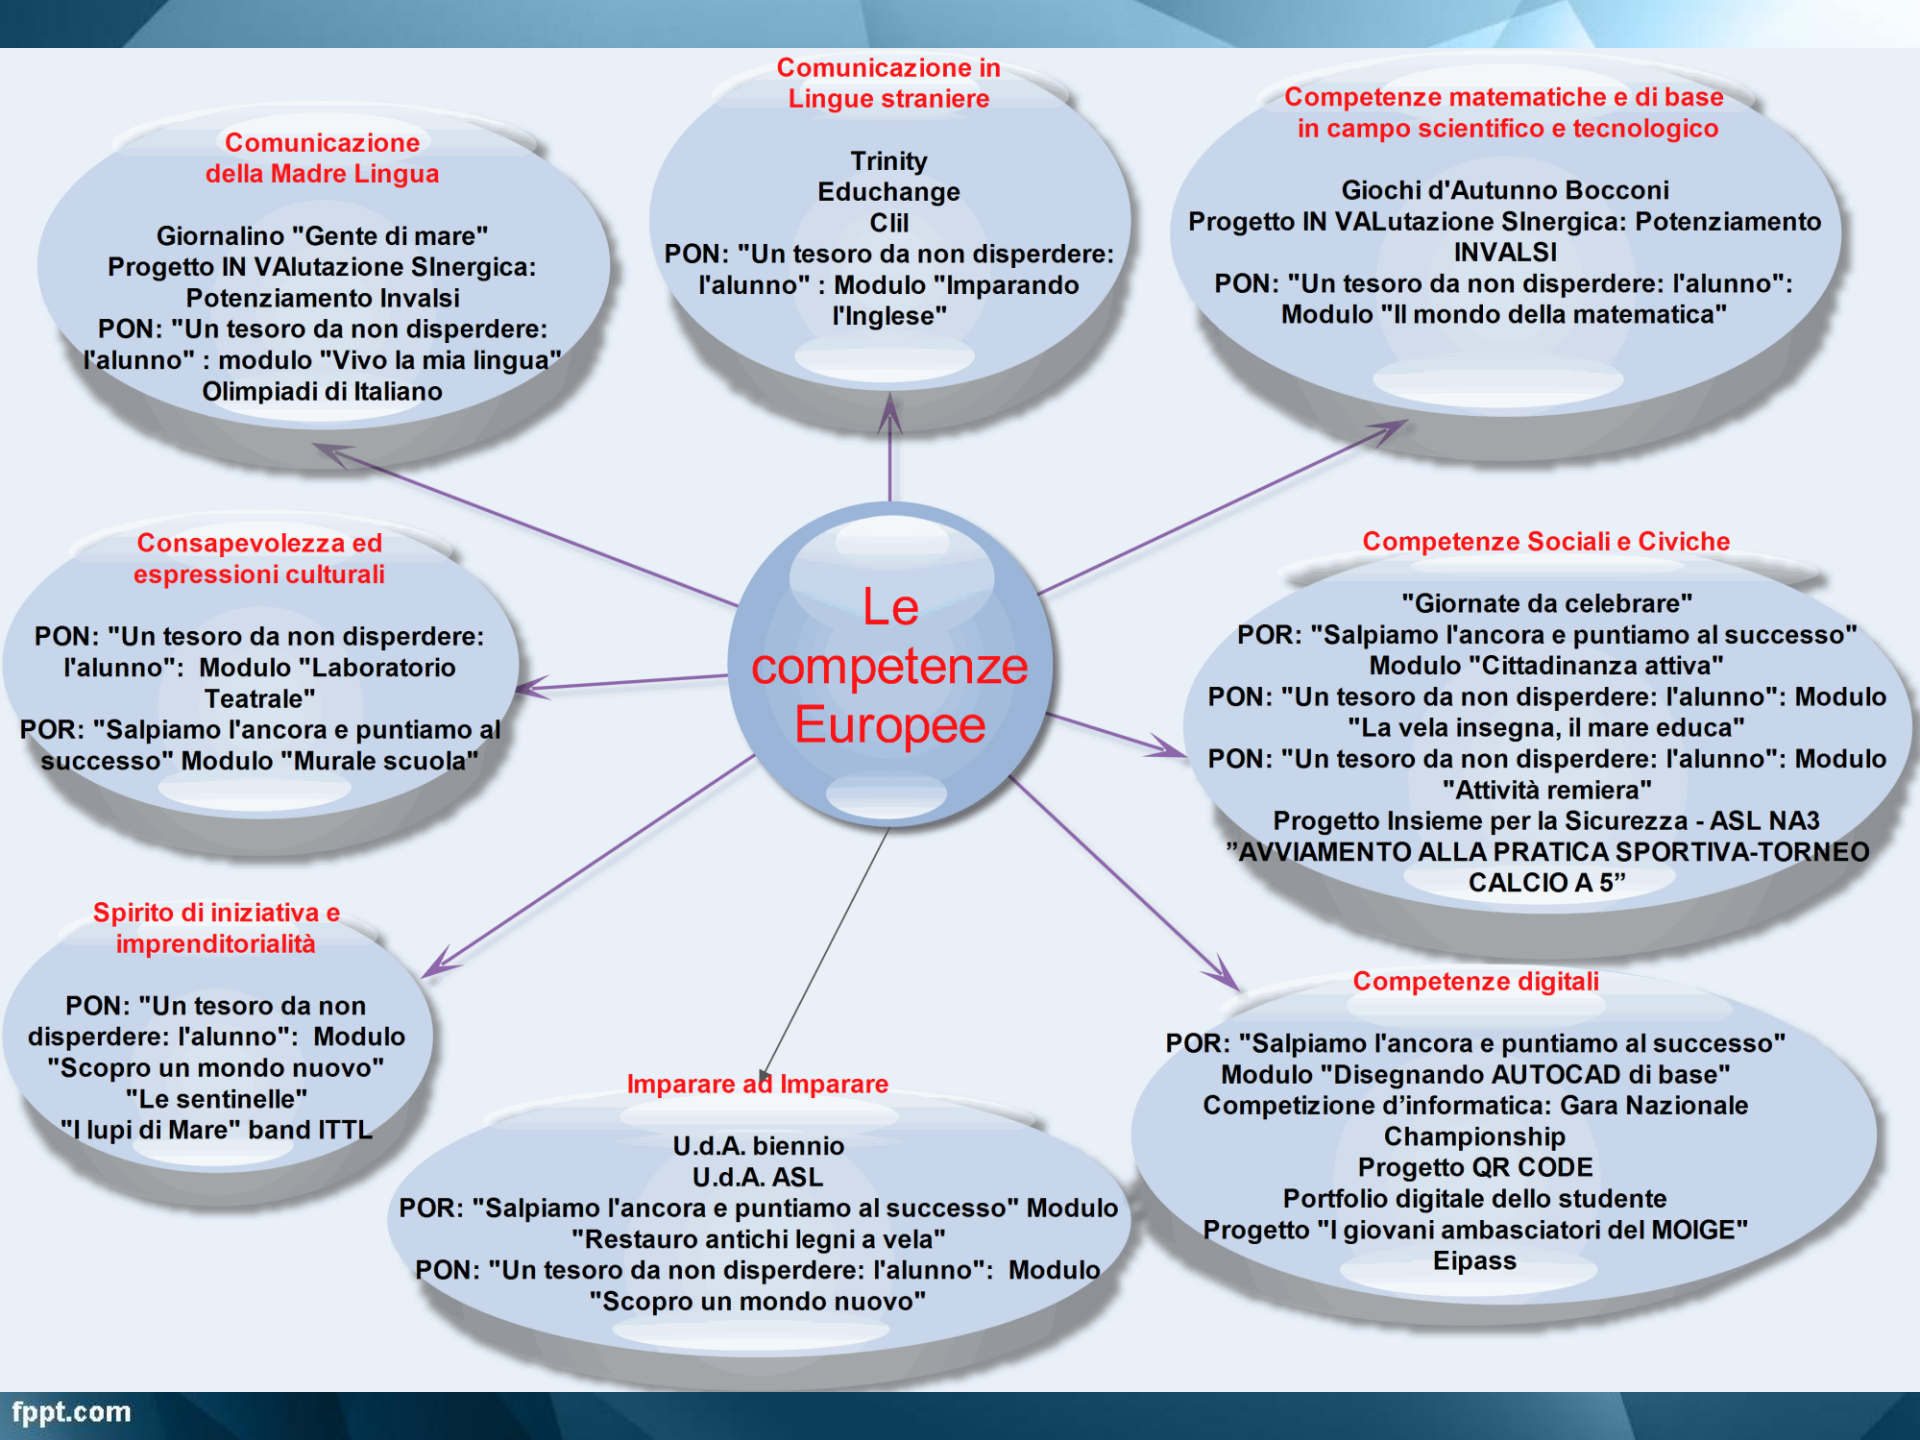 Comunicazione
della Madre Lingua
Giornalino "Gente di mare"
Progetto IN VAlutazione SInergica:
Potenziamento Invalsi
PON: "Un tesoro da non disperdere:
l'alunno" : modulo "Vivo la mia lingua"
Olimpiadi di Italiano
Comunicazione in
Lingue straniere
Trinity
Educhange
Clil
PON: "Un tesoro da non disperdere:
l'alunno" : Modulo "Imparando
l'Inglese"
Competenze matematiche e di base
in campo scientifico e tecnologico
Giochi d'Autunno Bocconi
Progetto IN VALutazione SInergica: Potenziamento
INVALSI
PON: "Un tesoro da non disperdere: l'alunno":
Modulo "Il mondo della matematica"
Consapevolezza ed
espressioni culturali
PON: "Un tesoro da non disperdere:
l'alunno": Modulo "Laboratorio
Teatrale"
POR: "Salpiamo l'ancora e puntiamo al
successo" Modulo "Murale scuola"
Le
competenze
Europee
Competenze Sociali e Civiche
"Giornate da celebrare"
POR: "Salpiamo l'ancora e puntiamo al successo"
Modulo "Cittadinanza attiva"
PON: "Un tesoro da non disperdere: l'alunno": Modulo
"La vela insegna, il mare educa"
PON: "Un tesoro da non disperdere: l'alunno": Modulo
"Attività remiera"
Progetto Insieme per la Sicurezza - ASL NA3
”AVVIAMENTO ALLA PRATICA SPORTIVA-TORNEO
CALCIO A 5”
Spirito di iniziativa e
imprenditorialità
PON: "Un tesoro da non
disperdere: l'alunno": Modulo
"Scopro un mondo nuovo"
"Le sentinelle"
"I lupi di Mare" band ITTL
Imparare ad Imparare
U.d.A. biennio
U.d.A. ASL
POR: "Salpiamo l'ancora e puntiamo al successo" Modulo
"Restauro antichi legni a vela"
PON: "Un tesoro da non disperdere: l'alunno": Modulo
"Scopro un mondo nuovo"
Competenze digitali
POR: "Salpiamo l'ancora e puntiamo al successo"
Modulo "Disegnando AUTOCAD di base"
Competizione d’informatica: Gara Nazionale
Championship
Progetto QR CODE
Portfolio digitale dello studente
Progetto "I giovani ambasciatori del MOIGE"
Eipass
fppt.com